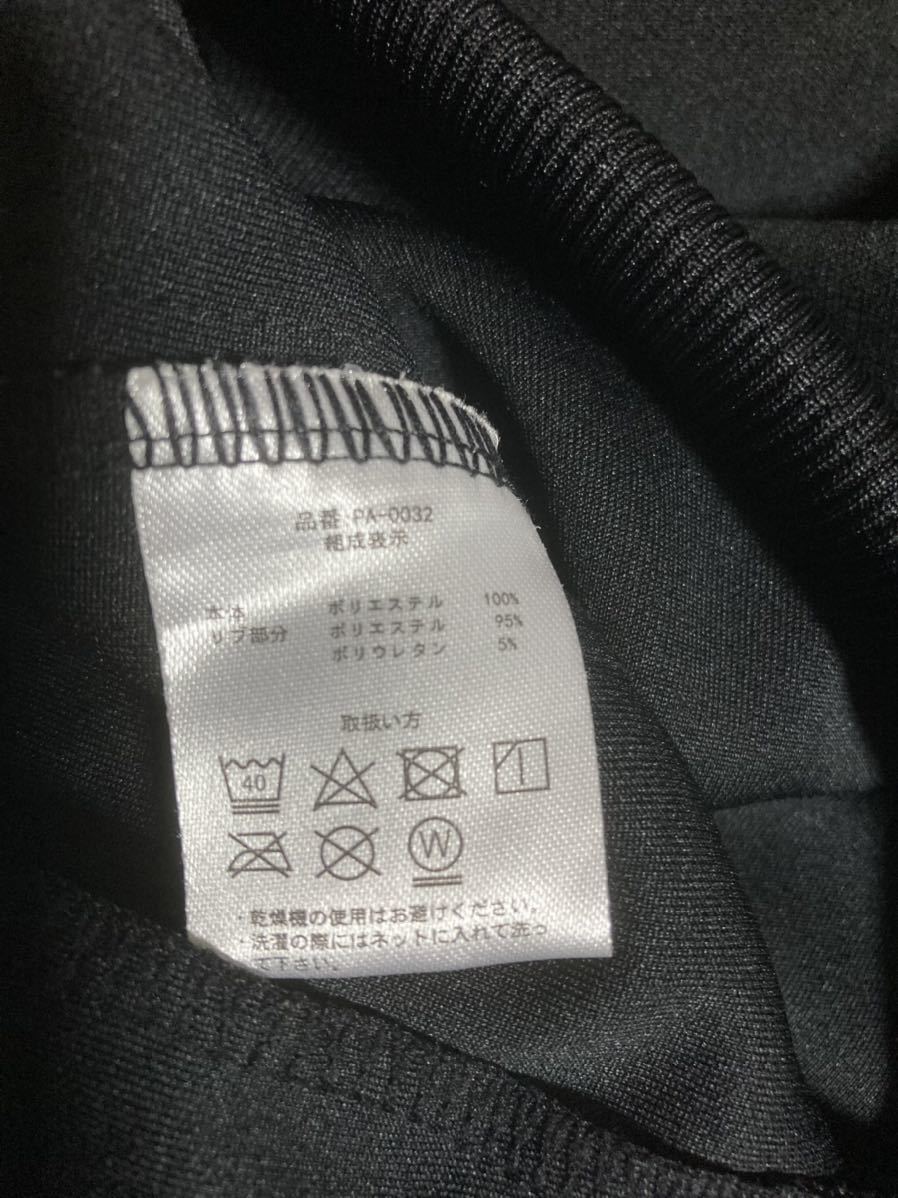 品番 PA-0032
組成表示
本体 ポリエステル 100%
リブ部分 ポリエステル 95%
ポリウレタン 5%
取扱い方
40
W
・乾燥機の使用はお避けください。
・洗濯の際にはネットに入れて洗っ
て下さい。